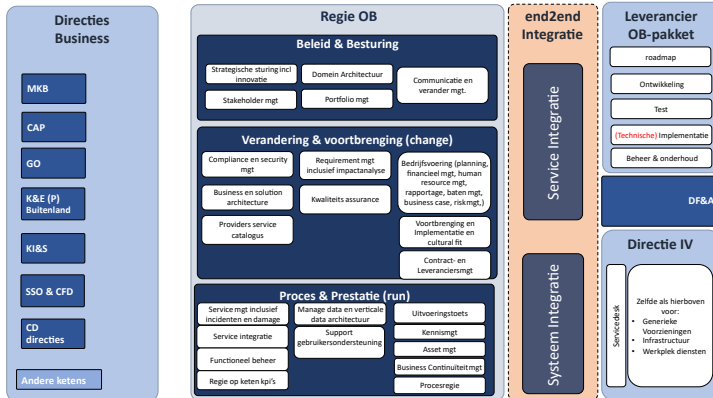 Directies
Business
MKB
CAP
GO
K&E (P)
Buitenland
KI&S
SSO & CFD
CD
directies
Andere ketens
Regie OB
Beleid & Besturing
Strategische sturing incl
innovatie
Domein Architectuur
Communicatie en
verander mgt.
Stakeholder mgt
Portfolio mgt
Verandering & voortbrenging (change)
Compliance en security
mgt
Requirement mgt
inclusief impactanalyse
Bedrijfsvoering (planning,
financieel mgt, human
resource mgt,
rapportage, baten mgt,
business case, riskmgt,)
Business en solution
architecture
Kwaliteits assurance
Providers service
catalogus
Voortbrenging en
Implementatie en
cultural fit
Contract- en
Leveranciersmgt
Proces & Prestatie (run)
Service mgt inclusief
incidenten en damage
Manage data en verticale
data architectuur
Uitvoeringstoets
Service integratie
Support
gebruikersondersteuning
Kennismgt
Functioneel beheer
Asset mgt
Business Continuïteit mgt
Regie op keten kpi's
Procesregie
end2end
Integratie
Service Integratie
Systeem Integratie
Leverancier
OB-pakket
roadmap
Ontwikkeling
Test
(Technische) Implementatie
Beheer & onderhoud
DF&A
Directie IV
Servicedesk
Zelfde als hierboven
voor:
• Generieke
Voorzieningen
• Infrastructuur
• Werkplek diensten